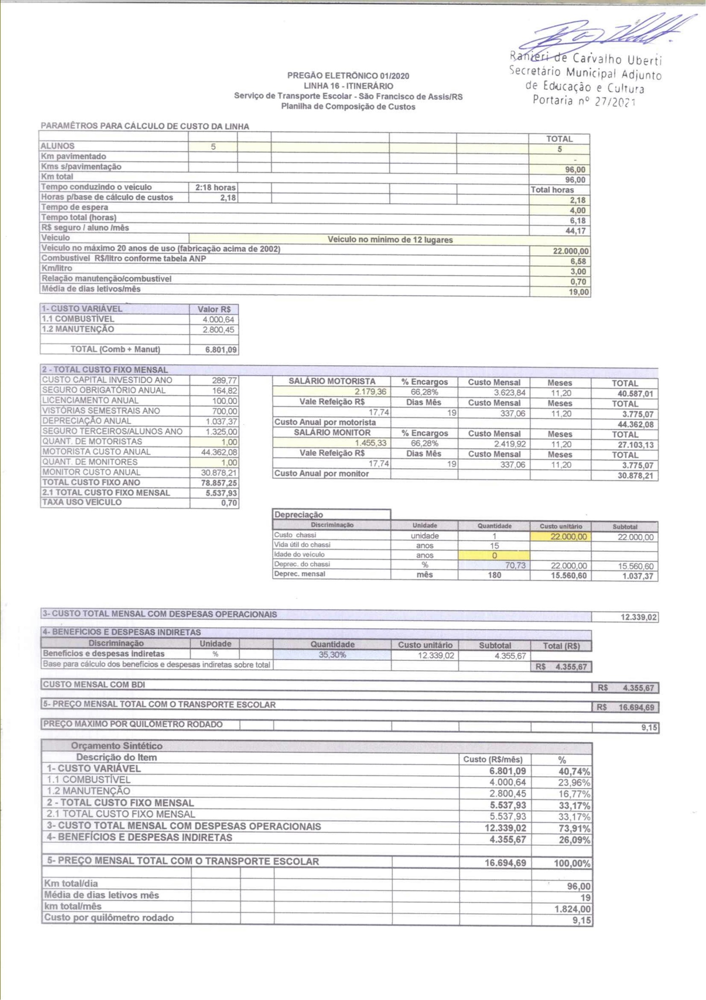 Ranieri de Carvalho Uberti
Secretário Municipal Adjunto
de Educação e Cultura
Portaria nº 27/2021
PREGÃO ELETRÔNICO 01/2020
LINHA 16 - ITINERÁRIO
Serviço de Transporte Escolar - São Francisco de Assis/RS
Planilha de Composição de Custos
PARAMÊTROS PARA CÁLCULO DE CUSTO DA LINHA
TOTAL
ALUNOS 5 5
Km pavimentado -
Kms s/pavimentação 96,00
Km total 96,00
Tempo conduzindo o veículo 2:18 horas Total horas
Horas p/base de cálculo de custos 2,18 2,18
Tempo de espera 4,00
Tempo total (horas) 6,18
R$ seguro / aluno /mês 44,17
Veículo Veículo no mínimo de 12 lugares
Veículo no máximo 20 anos de uso (fabricação acima de 2002) 22.000,00
Combustível R$/litro conforme tabela ANP 6,58
Km/litro 3,00
Relação manutenção/combustível 0,70
Média de dias letivos/mês 19,00
1- CUSTO VARIÁVEL Valor R$
1.1 COMBUSTÍVEL 4.000,64
1.2 MANUTENÇÃO 2.800,45
TOTAL (Comb + Manut) 6.801,09
2 - TOTAL CUSTO FIXO MENSAL
CUSTO CAPITAL INVESTIDO ANO 289,77 SALÁRIO MOTORISTA % Encargos Custo Mensal Meses TOTAL
SEGURO OBRIGATÓRIO ANUAL 164,82 2.179,36 66,28% 3.623,84 11,20 40.587,01
LICENCIAMENTO ANUAL 100,00 Vale Refeição R$ Dias Mês Custo Mensal Meses TOTAL
VISTÓRIAS SEMESTRAIS ANO 700,00 17,74 19 337,06 11,20 3.775,07
DEPRECIAÇÃO ANUAL 1.037,37 Custo Anual por motorista 44.362,08
SEGURO TERCEIROS/ALUNOS ANO 1.325,00 SALÁRIO MONITOR % Encargos Custo Mensal Meses TOTAL
QUANT. DE MOTORISTAS 1,00 1.455,33 66,28% 2.419,92 11,20 27.103,13
MOTORISTA CUSTO ANUAL 44.362,08 Vale Refeição R$ Dias Mês Custo Mensal Meses TOTAL
QUANT. DE MONITORES 1,00 17,74 19 337,06 11,20 3.775,07
MONITOR CUSTO ANUAL 30.878,21 Custo Anual por monitor 30.878,21
TOTAL CUSTO FIXO ANO 78.857,25
2.1 TOTAL CUSTO FIXO MENSAL 5.537,93
TAXA USO VEÍCULO 0,70
Depreciação
Discriminação Unidade Quantidade Custo unitário Subtotal
Custo chassi unidade 1 22.000,00 22.000,00
Vida útil do chassi anos 15
Idade do veículo anos 0
Deprec. do chassi % 70,73 22.000,00 15.560,60
Deprec. mensal mês 180 15.560,60 1.037,37
3- CUSTO TOTAL MENSAL COM DESPESAS OPERACIONAIS 12.339,02
4- BENEFÍCIOS E DESPESAS INDIRETAS
Discriminação Unidade Quantidade Custo unitário Subtotal Total (R$)
Benefícios e despesas indiretas % 35,30% 12.339,02 4.355,67
Base para cálculo dos benefícios e despesas indiretas sobre total R$ 4.355,67
CUSTO MENSAL COM BDI R$ 4.355,67
5- PREÇO MENSAL TOTAL COM O TRANSPORTE ESCOLAR R$ 16.694,69
PREÇO MÁXIMO POR QUILÔMETRO RODADO 9,15
Orçamento Sintético
Descrição do Item Custo (R$/mês) %
1- CUSTO VARIÁVEL 6.801,09 40,74%
1.1 COMBUSTÍVEL 4.000,64 23,96%
1.2 MANUTENÇÃO 2.800,45 16,77%
2 - TOTAL CUSTO FIXO MENSAL 5.537,93 33,17%
2.1 TOTAL CUSTO FIXO MENSAL 5.537,93 33,17%
3- CUSTO TOTAL MENSAL COM DESPESAS OPERACIONAIS 12.339,02 73,91%
4- BENEFÍCIOS E DESPESAS INDIRETAS 4.355,67 26,09%
5- PREÇO MENSAL TOTAL COM O TRANSPORTE ESCOLAR 16.694,69 100,00%
Km total/dia 96,00
Média de dias letivos mês 19
km total/mês 1.824,00
Custo por quilômetro rodado 9,15